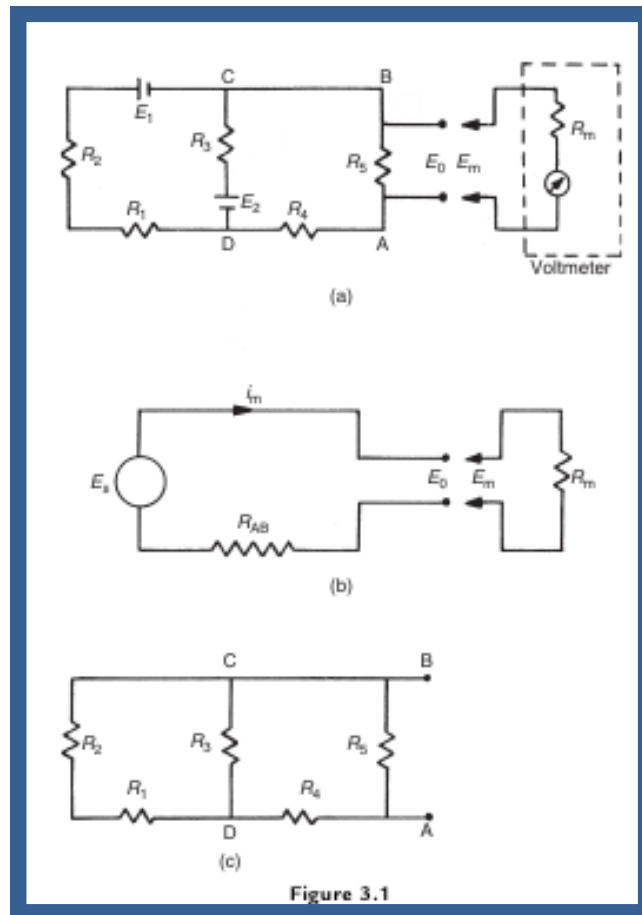 C B
E1
R2 R3 R5 E0 Em Rm
R1 E2 R4
D A
Voltmeter
(a)
im
Es E0 Em Rm
RAB
(b)
C B
R2 R3 R5
R1 R4
D A
(c)
Figure 3.1